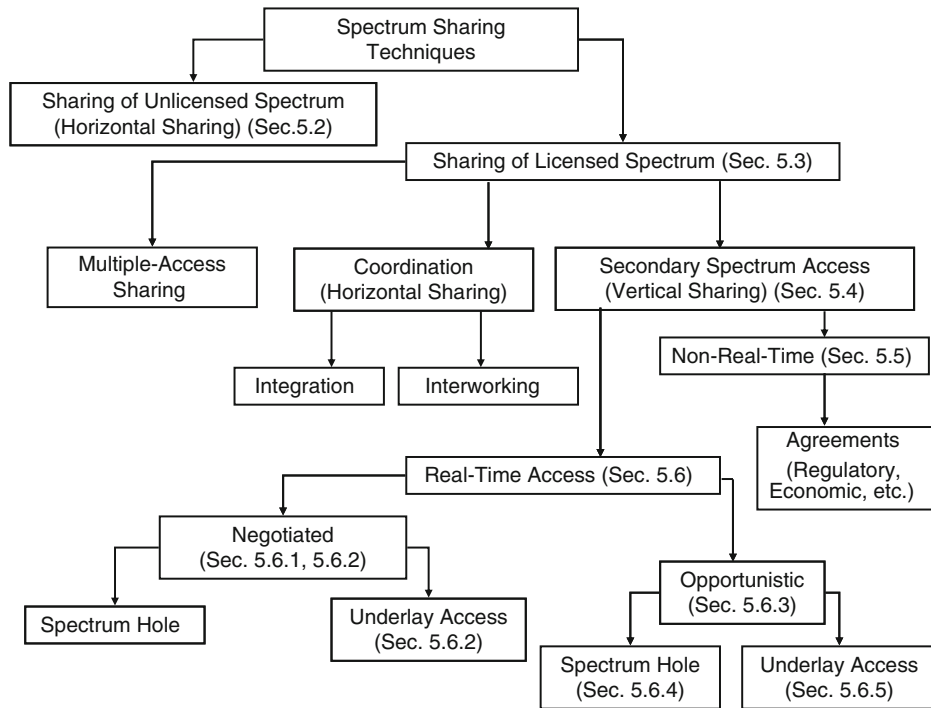 Spectrum Sharing
Techniques
Sharing of Unlicensed Spectrum
(Horizontal Sharing) (Sec.5.2)
Sharing of Licensed Spectrum (Sec. 5.3)
Multiple-Access
Sharing
Coordination
(Horizontal Sharing)
Secondary Spectrum Access
(Vertical Sharing) (Sec. 5.4)
Non-Real-Time (Sec. 5.5)
Integration
Interworking
Agreements
(Regulatory,
Economic, etc.)
Real-Time Access (Sec. 5.6)
Negotiated
(Sec. 5.6.1, 5.6.2)
Opportunistic
(Sec. 5.6.3)
Spectrum Hole
Underlay Access
(Sec. 5.6.2)
Spectrum Hole
(Sec. 5.6.4)
Underlay Access
(Sec. 5.6.5)